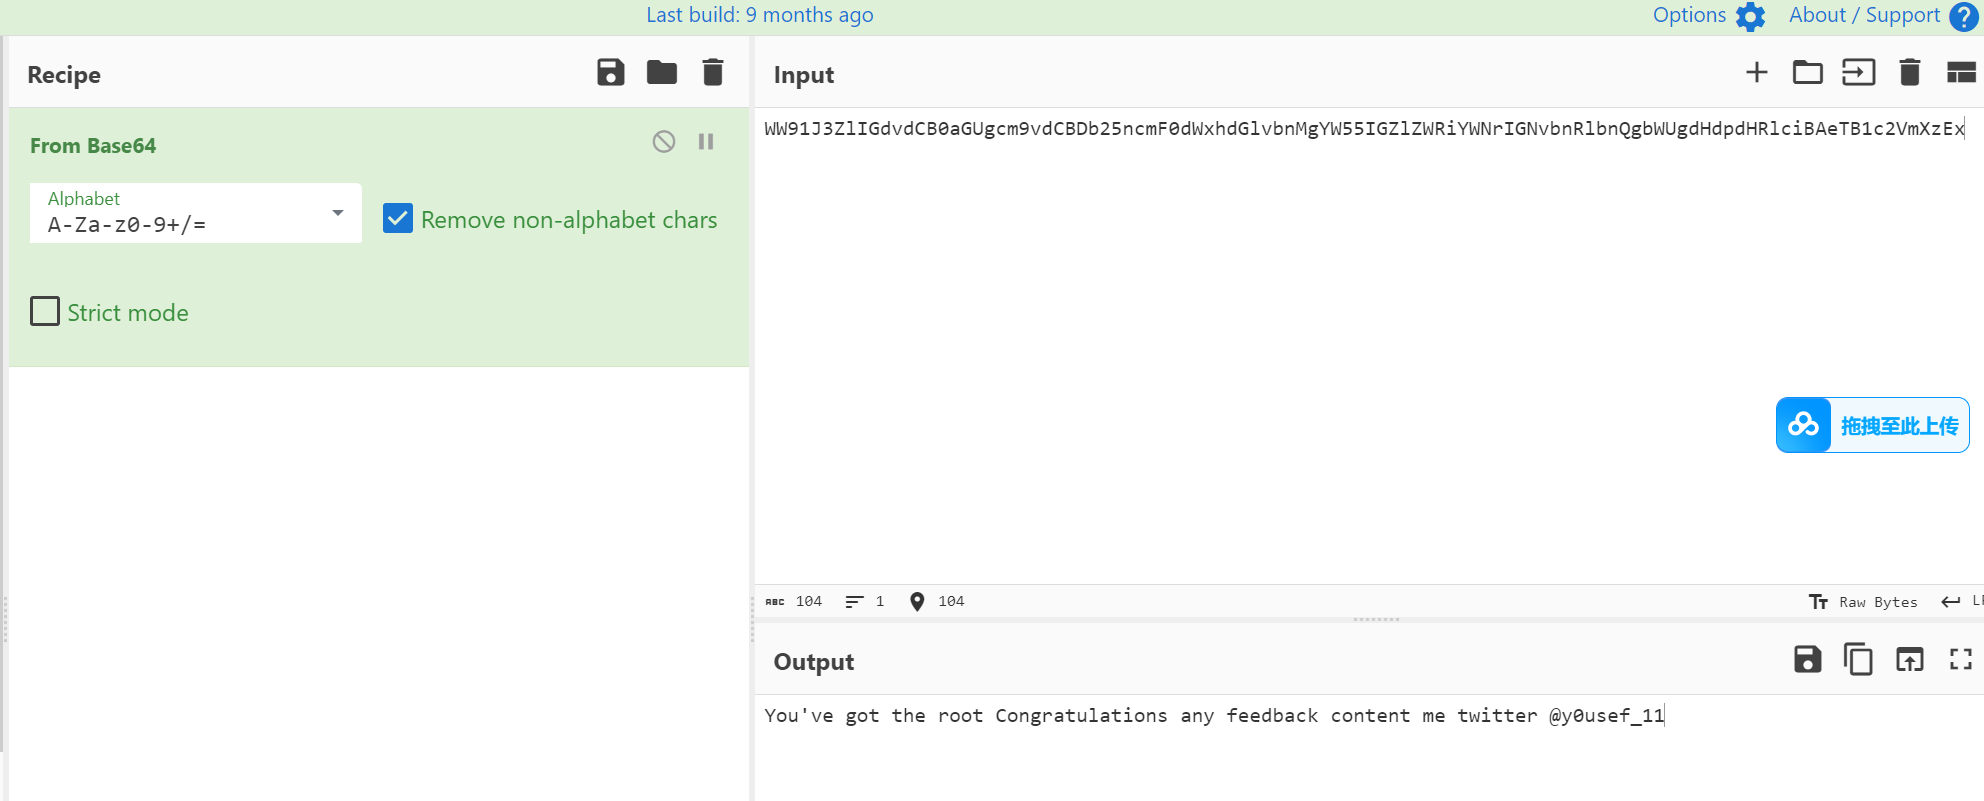 Last build: 9 months ago
Options
About / Support
Recipe
Input
From Base64
Alphabet
A-Za-z0-9+/=
Remove non-alphabet chars
Strict mode
WW91J3ZlIGdvdCB0aGUgcm9vdCBDb25ncmF0dWxhdGlvbnMgYW55IGZlZWRiYWNrIGNvbnRlbnQgbWUgdHdpdHRlciBAeTB1c2VmXzEx
拖拽至此上传
ABC 104 1 104
Tт Raw Bytes
Output
You've got the root Congratulations any feedback content me twitter @y0usef_11